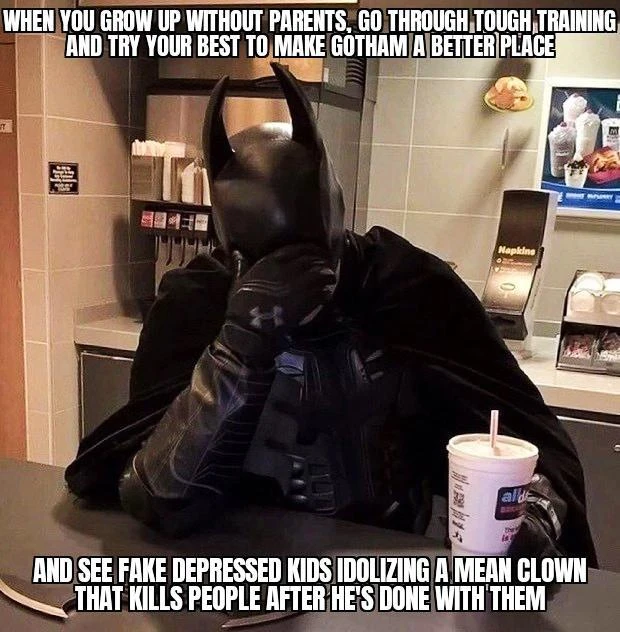 WHEN YOU GROW UP WITHOUT PARENTS, GO THROUGH TOUGH TRAINING
AND TRY YOUR BEST TO MAKE GOTHAM A BETTER PLACE
Napkins
AND SEE FAKE DEPRESSED KIDS IDOLIZING A MEAN CLOWN
THAT KILLS PEOPLE AFTER HE'S DONE WITH THEM